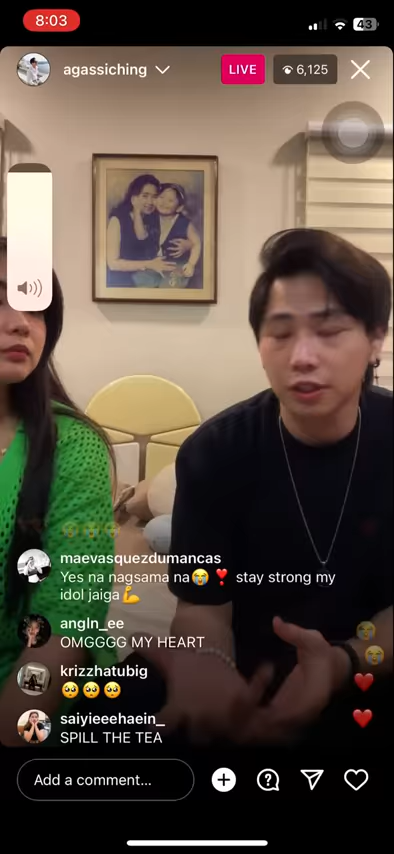 8:03
43
agassiching
LIVE
6,125
maevasquezdumancas
Yes na nagsama na😭❣️ stay strong my
idol jaiga💪
angln_ee
OMGGGG MY HEART
krizzhatubig
🥺🥺🥺
saiyieeehaein_
SPILL THE TEA
Add a comment...